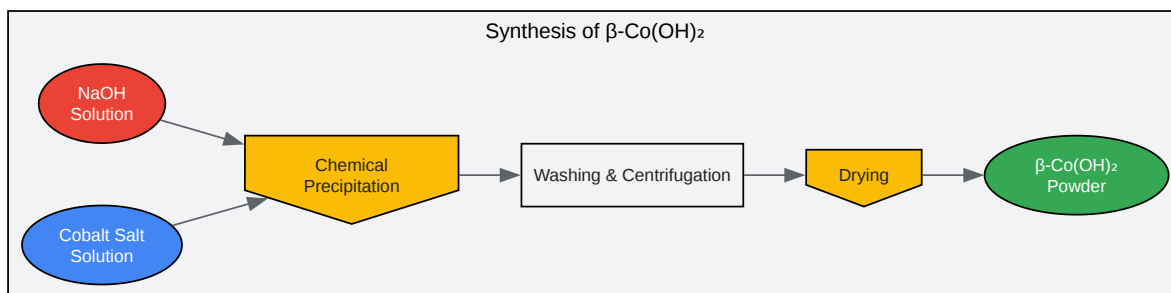 Synthesis of β-Co(OH)₂
NaOH
Solution
Cobalt Salt
Solution
Chemical
Precipitation
Washing & Centrifugation
Drying
β-Co(OH)₂
Powder